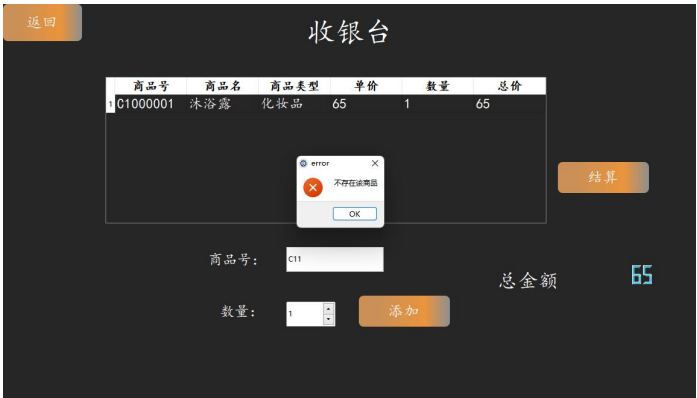 返回
收银台
商品号 商品名 商品类型 单价 数量 总价
1 C1000001 沐浴露 化妆品 65 1 65
error
不存在该商品
OK
结算
商品号： C11
总金额 65
数量： 1 添加